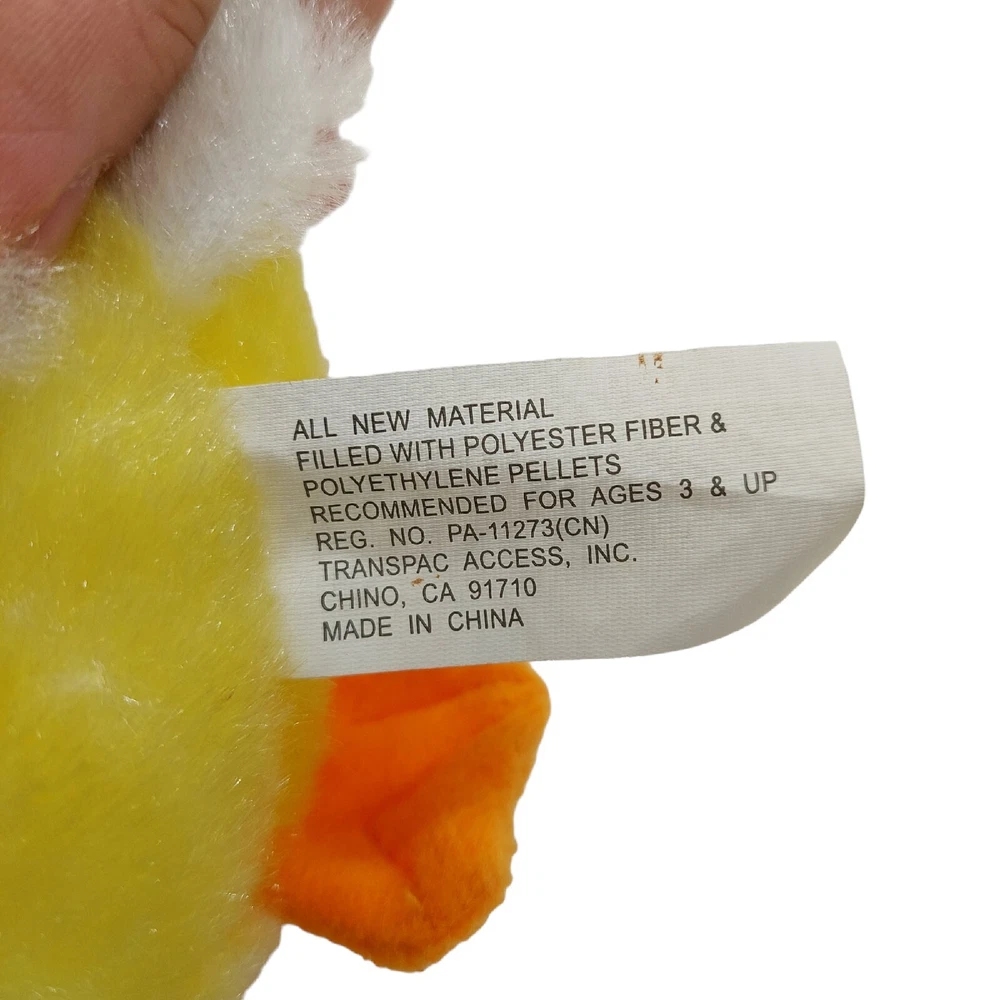 ALL NEW MATERIAL
FILLED WITH POLYESTER FIBER &
POLYETHYLENE PELLETS
RECOMMENDED FOR AGES 3 & UP
REG. NO. PA-11273(CN)
TRANSPAC ACCESS, INC.
CHINO, CA 91710
MADE IN CHINA